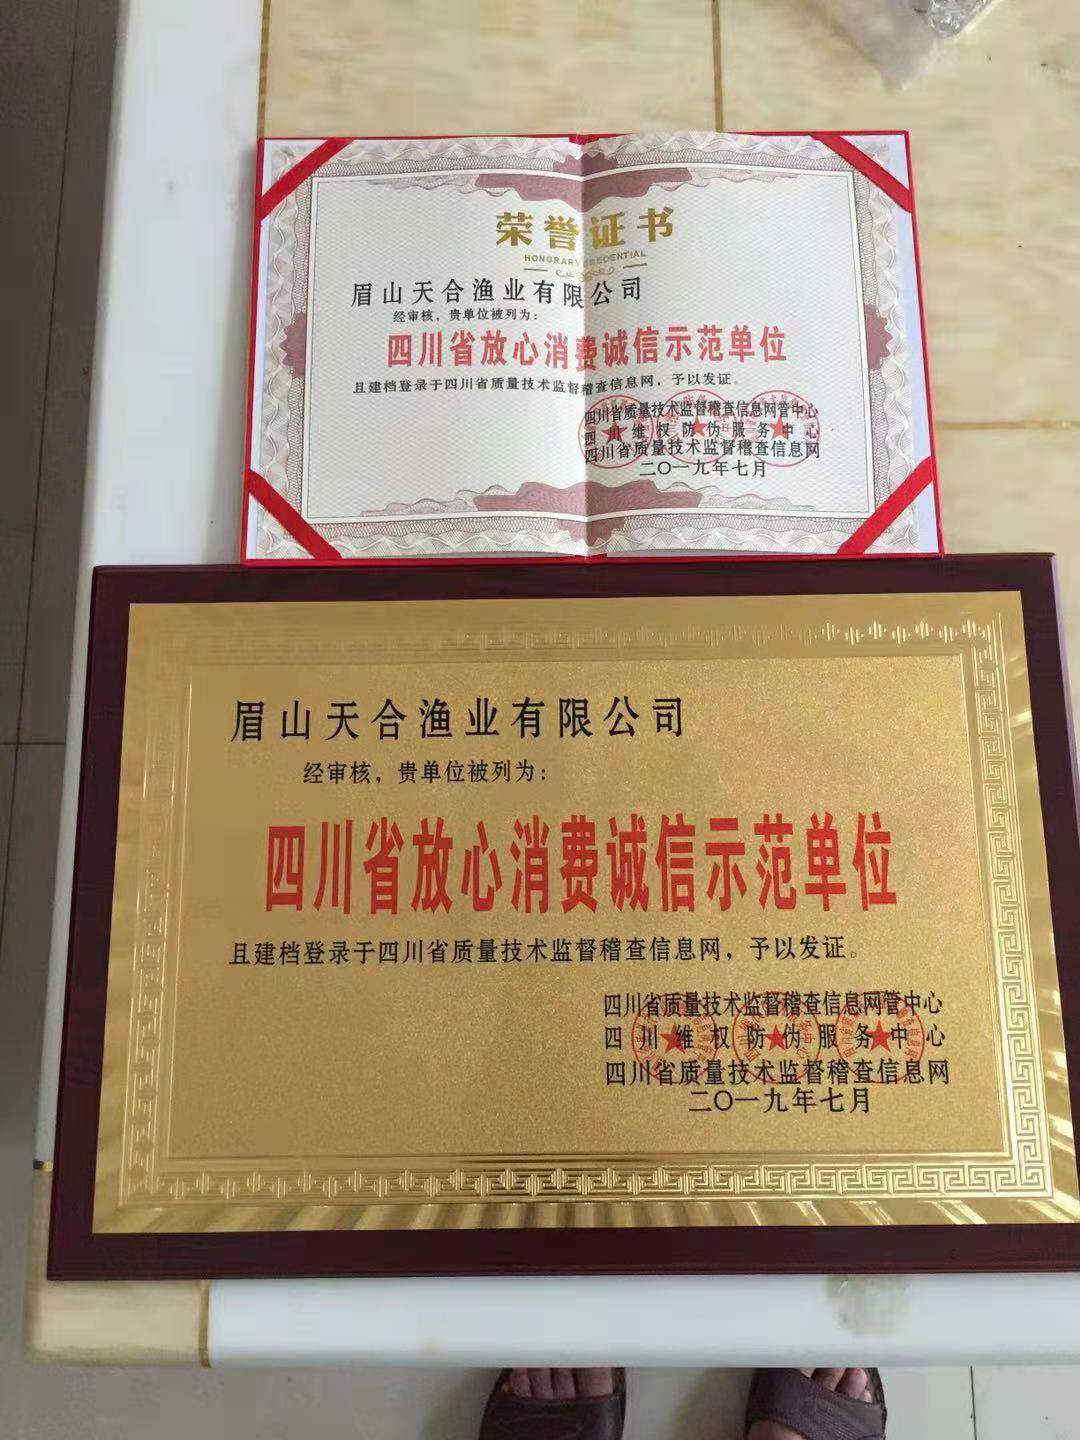 荣誉证书
HONORARY CREDENTIAL
眉山天合渔业有限公司
经审核，贵单位被列为：
四川省放心消费诚信示范单位
且建档登录于四川省质量技术监督稽查信息网，予以发证。
四川省质量技术监督稽查信息网管中心
四川维权防伪服务中心
四川省质量技术监督稽查信息网
二〇一九年七月
眉山天合渔业有限公司
经审核，贵单位被列为：
四川省放心消费诚信示范单位
且建档登录于四川省质量技术监督稽查信息网，予以发证。
四川省质量技术监督稽查信息网管中心
四川维权防伪服务中心
四川省质量技术监督稽查信息网
二〇一九年七月